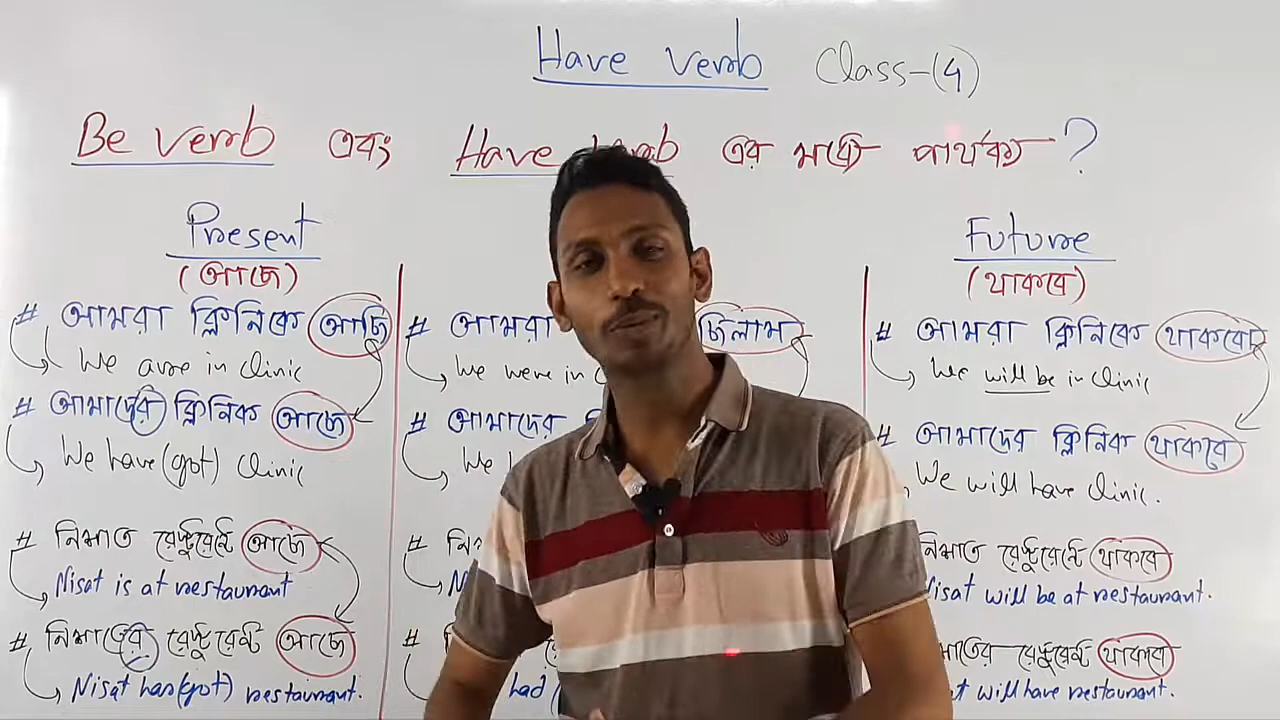 Have verb Class-(4)
Be verb এবং Have verb এর মধ্যে পার্থক্য ?
Present
(আছে)
# আমরা ক্লিনিকে আছি
We are in clinic
# আমাদের ক্লিনিক আছে
We have (got) clinic
# নিসাত রেস্টুরেন্টে আছে
Nisat is at restaurant
# নিসাতের রেস্টুরেন্ট আছে
Nisat has (got) restaurant.
# আমরা ছিলাম
We were in
# আমাদের
We
#
#
had
Future
(থাকবে)
# আমরা ক্লিনিকে থাকবো
We will be in clinic
# আমাদের ক্লিনিক থাকবে
We will have clinic.
নিসাত রেস্টুরেন্টে থাকবে
Nisat will be at restaurant.
রেস্টুরেন্ট থাকবে
will have restaurant.